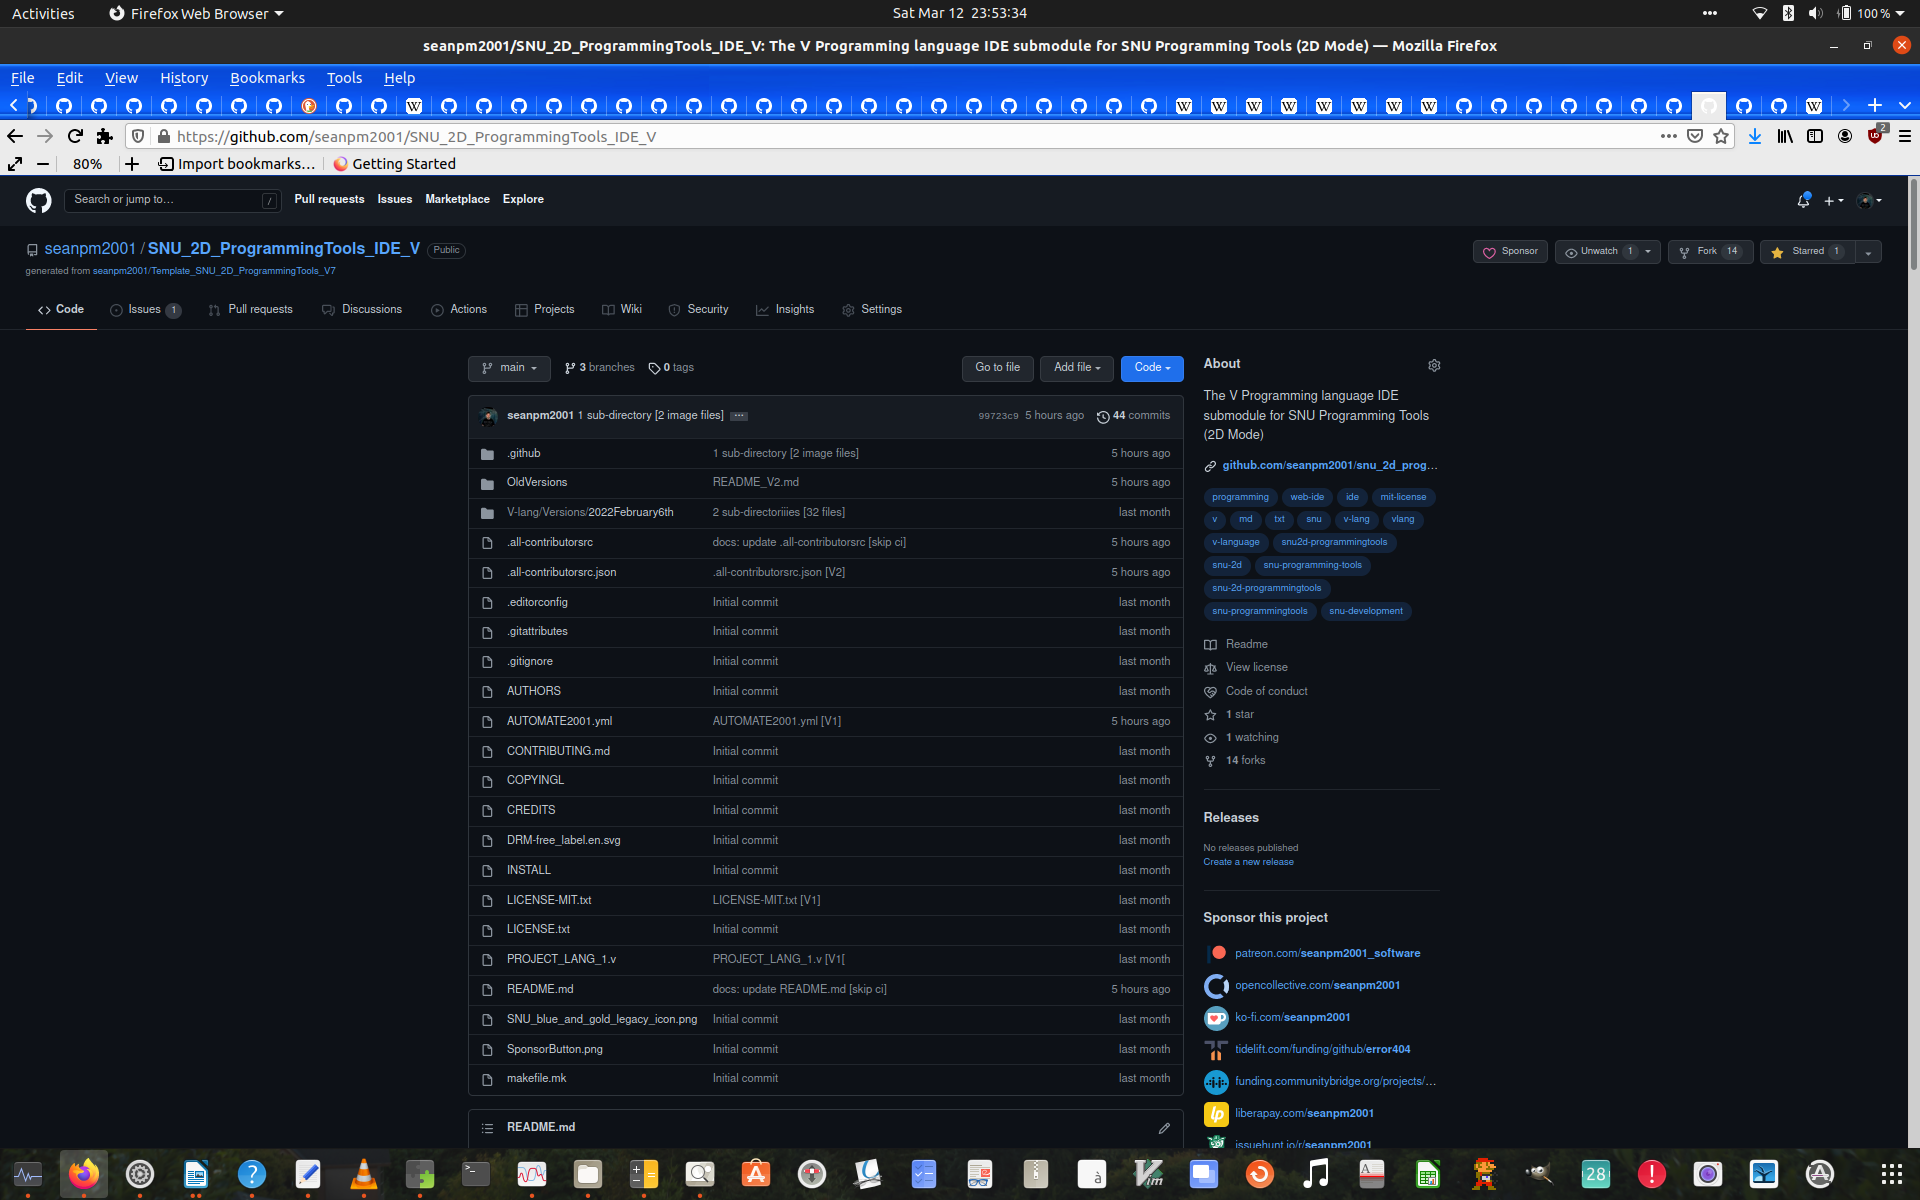 Activities
Firefox Web Browser
Sat Mar 12 23:53:34
100 %
seanpm2001/SNU_2D_ProgrammingTools_IDE_V: The V Programming language IDE submodule for SNU Programming Tools (2D Mode) — Mozilla Firefox
File Edit View History Bookmarks Tools Help
https://github.com/seanpm2001/SNU_2D_ProgrammingTools_IDE_V
2
80%
Import bookmarks...
Getting Started
Search or jump to...
/
Pull requests Issues Marketplace Explore
seanpm2001 / SNU_2D_ProgrammingTools_IDE_V Public
generated from seanpm2001/Template_SNU_2D_ProgrammingTools_V7
Sponsor
Unwatch 1
Fork 14
Starred 1
Code
Issues 1
Pull requests
Discussions
Actions
Projects
Wiki
Security
Insights
Settings
main
3 branches
0 tags
Go to file
Add file
Code
seanpm2001 1 sub-directory [2 image files] ... 99723c9 5 hours ago 44 commits
.github 1 sub-directory [2 image files] 5 hours ago
OldVersions README_V2.md 5 hours ago
V-lang/Versions/2022February6th 2 sub-directoriiies [32 files] last month
.all-contributorsrc docs: update .all-contributorsrc [skip ci] 5 hours ago
.all-contributorsrc.json .all-contributorsrc.json [V2] 5 hours ago
.editorconfig Initial commit last month
.gitattributes Initial commit last month
.gitignore Initial commit last month
AUTHORS Initial commit last month
AUTOMATE2001.yml AUTOMATE2001.yml [V1] 5 hours ago
CONTRIBUTING.md Initial commit last month
COPYINGL Initial commit last month
CREDITS Initial commit last month
DRM-free_label.en.svg Initial commit last month
INSTALL Initial commit last month
LICENSE-MIT.txt LICENSE-MIT.txt [V1] last month
LICENSE.txt Initial commit last month
PROJECT_LANG_1.v PROJECT_LANG_1.v [V1[ last month
README.md docs: update README.md [skip ci] 5 hours ago
SNU_blue_and_gold_legacy_icon.png Initial commit last month
SponsorButton.png Initial commit last month
makefile.mk Initial commit last month
README.md
About
The V Programming language IDE
submodule for SNU Programming Tools
(2D Mode)
github.com/seanpm2001/snu_2d_prog...
programming web-ide ide mit-license
v md txt snu v-lang vlang
v-language snu2d-programmingtools
snu-2d snu-programming-tools
snu-2d-programmingtools
snu-programmingtools snu-development
Readme
View license
Code of conduct
1 star
1 watching
14 forks
Releases
No releases published
Create a new release
Sponsor this project
patreon.com/seanpm2001_software
opencollective.com/seanpm2001
ko-fi.com/seanpm2001
tidelift.com/funding/github/error404
funding.communitybridge.org/projects/...
liberapay.com/seanpm2001
issuehunt.io/r/seanpm2001
28